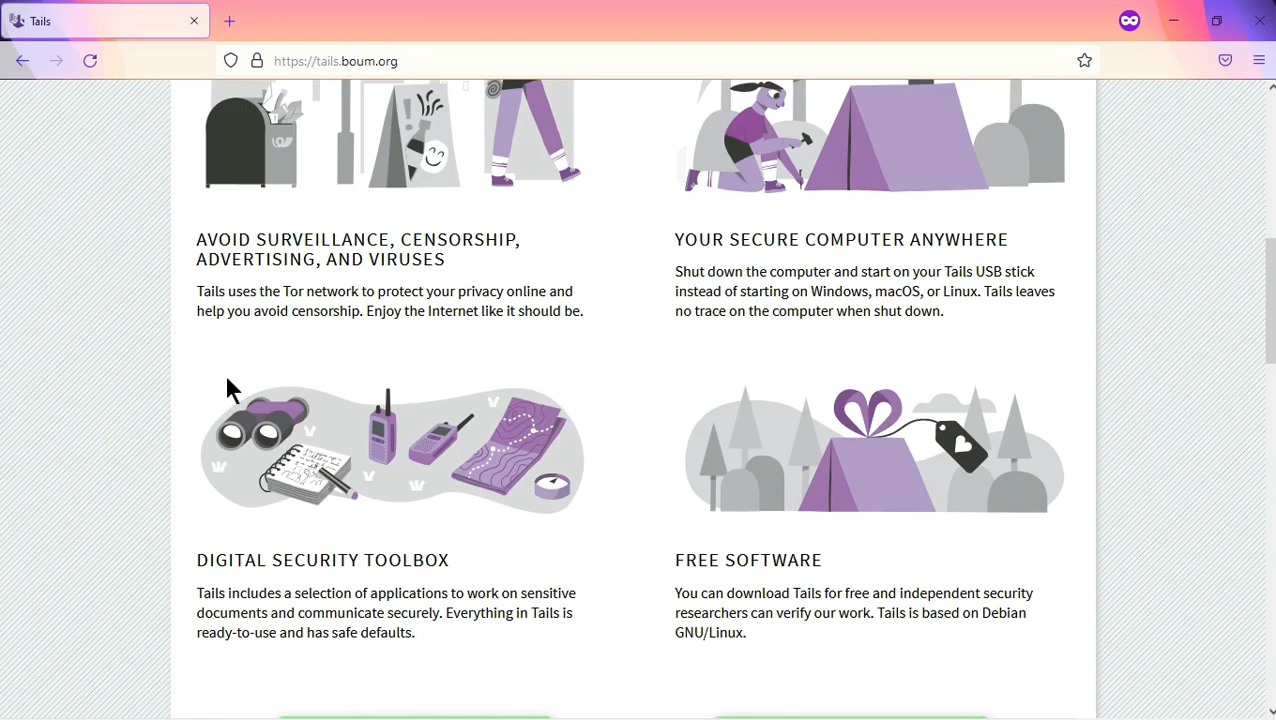 Tails
https://tails.boum.org
AVOID SURVEILLANCE, CENSORSHIP,
ADVERTISING, AND VIRUSES
Tails uses the Tor network to protect your privacy online and
help you avoid censorship. Enjoy the Internet like it should be.
YOUR SECURE COMPUTER ANYWHERE
Shut down the computer and start on your Tails USB stick
instead of starting on Windows, macOS, or Linux. Tails leaves
no trace on the computer when shut down.
DIGITAL SECURITY TOOLBOX
Tails includes a selection of applications to work on sensitive
documents and communicate securely. Everything in Tails is
ready-to-use and has safe defaults.
FREE SOFTWARE
You can download Tails for free and independent security
researchers can verify our work. Tails is based on Debian
GNU/Linux.